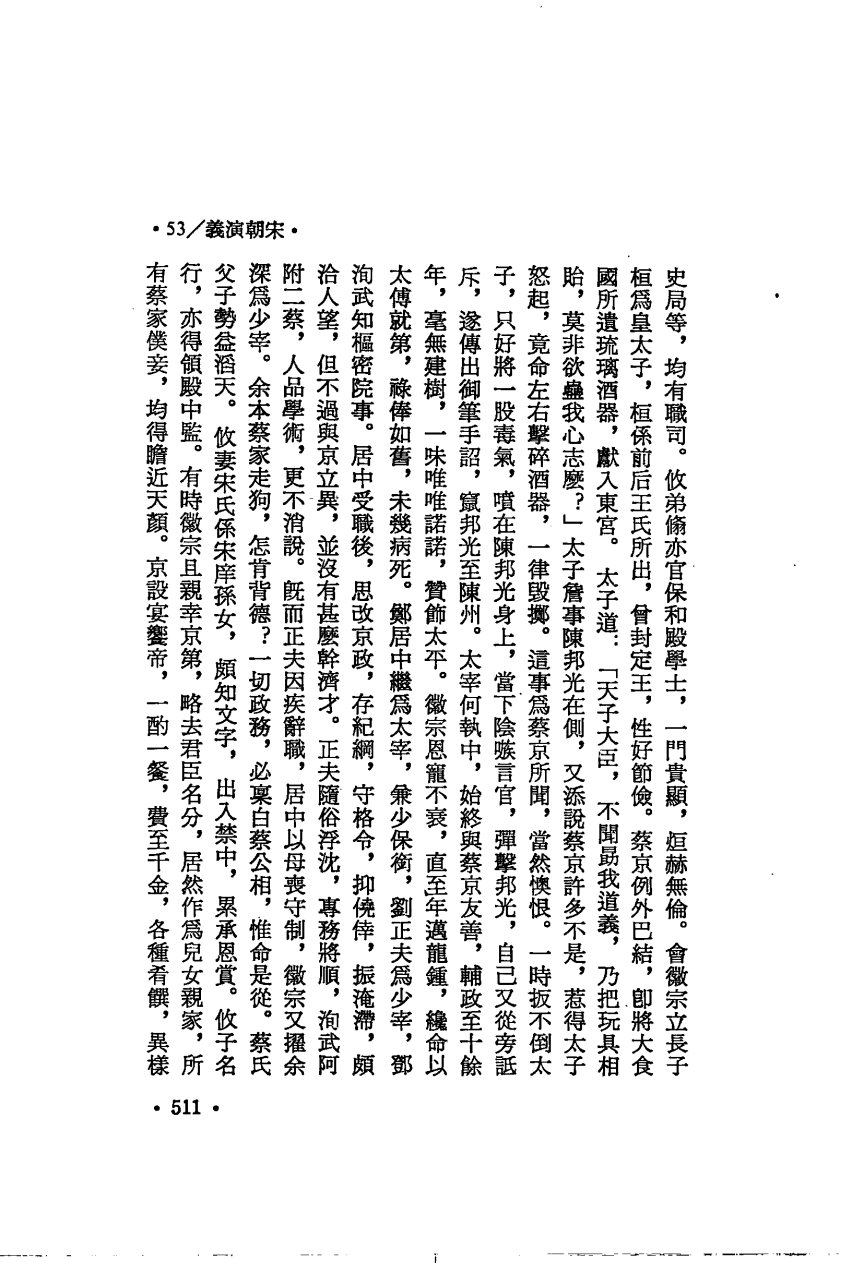 •53／義演朝宋•
史局等，均有職司。攸弟翛亦官保和殿學士，一門貴顯，烜赫無倫。會徽宗立長子
桓爲皇太子，桓係前后王氏所出，曾封定王，性好節儉。蔡京例外巴結，卽將大食
國所遺琉璃酒器，獻入東宮。太子道：「天子大臣，不聞勗我道義，乃把玩具相
貽，莫非欲蠱我心志麼？」太子詹事陳邦光在側，又添說蔡京許多不是，惹得太子
怒起，竟命左右擊碎酒器，一律毀擲。這事爲蔡京所聞，當然懊恨。一時扳不倒太
子，只好將一股毒氣，噴在陳邦光身上，當下陰嗾言官，彈擊邦光，自己又從旁詆
斥，遂傳出御筆手詔，竄邦光至陳州。太宰何執中，始終與蔡京友善，輔政至十餘
年，毫無建樹，一味唯唯諾諾，贊飾太平。徽宗恩寵不衰，直至年邁龍鍾，纔命以
太傅就第，祿俸如舊，未幾病死。鄭居中繼爲太宰，兼少保銜，劉正夫爲少宰，鄧
洵武知樞密院事。居中受職後，思改京政，存紀綱，守格令，抑僥倖，振淹滯，頗
洽人望，但不過與京立異，並沒有甚麼幹濟才。正夫隨俗浮沈，專務將順，洵武阿
附二蔡，人品學術，更不消說。旣而正夫因疾辭職，居中以母喪守制，徽宗又擢余
深爲少宰。余本蔡家走狗，怎肯背德？一切政務，必稟白蔡公相，惟命是從。蔡氏
父子勢益滔天。攸妻宋氏係宋庠孫女，頗知文字，出入禁中，累承恩賞。攸子名
行，亦得領殿中監。有時徽宗且親幸京第，略去君臣名分，居然作爲兒女親家，所
有蔡家僕妾，均得瞻近天顏。京設宴饗帝，一酌一餐，費至千金，各種肴饌，異樣
•511•